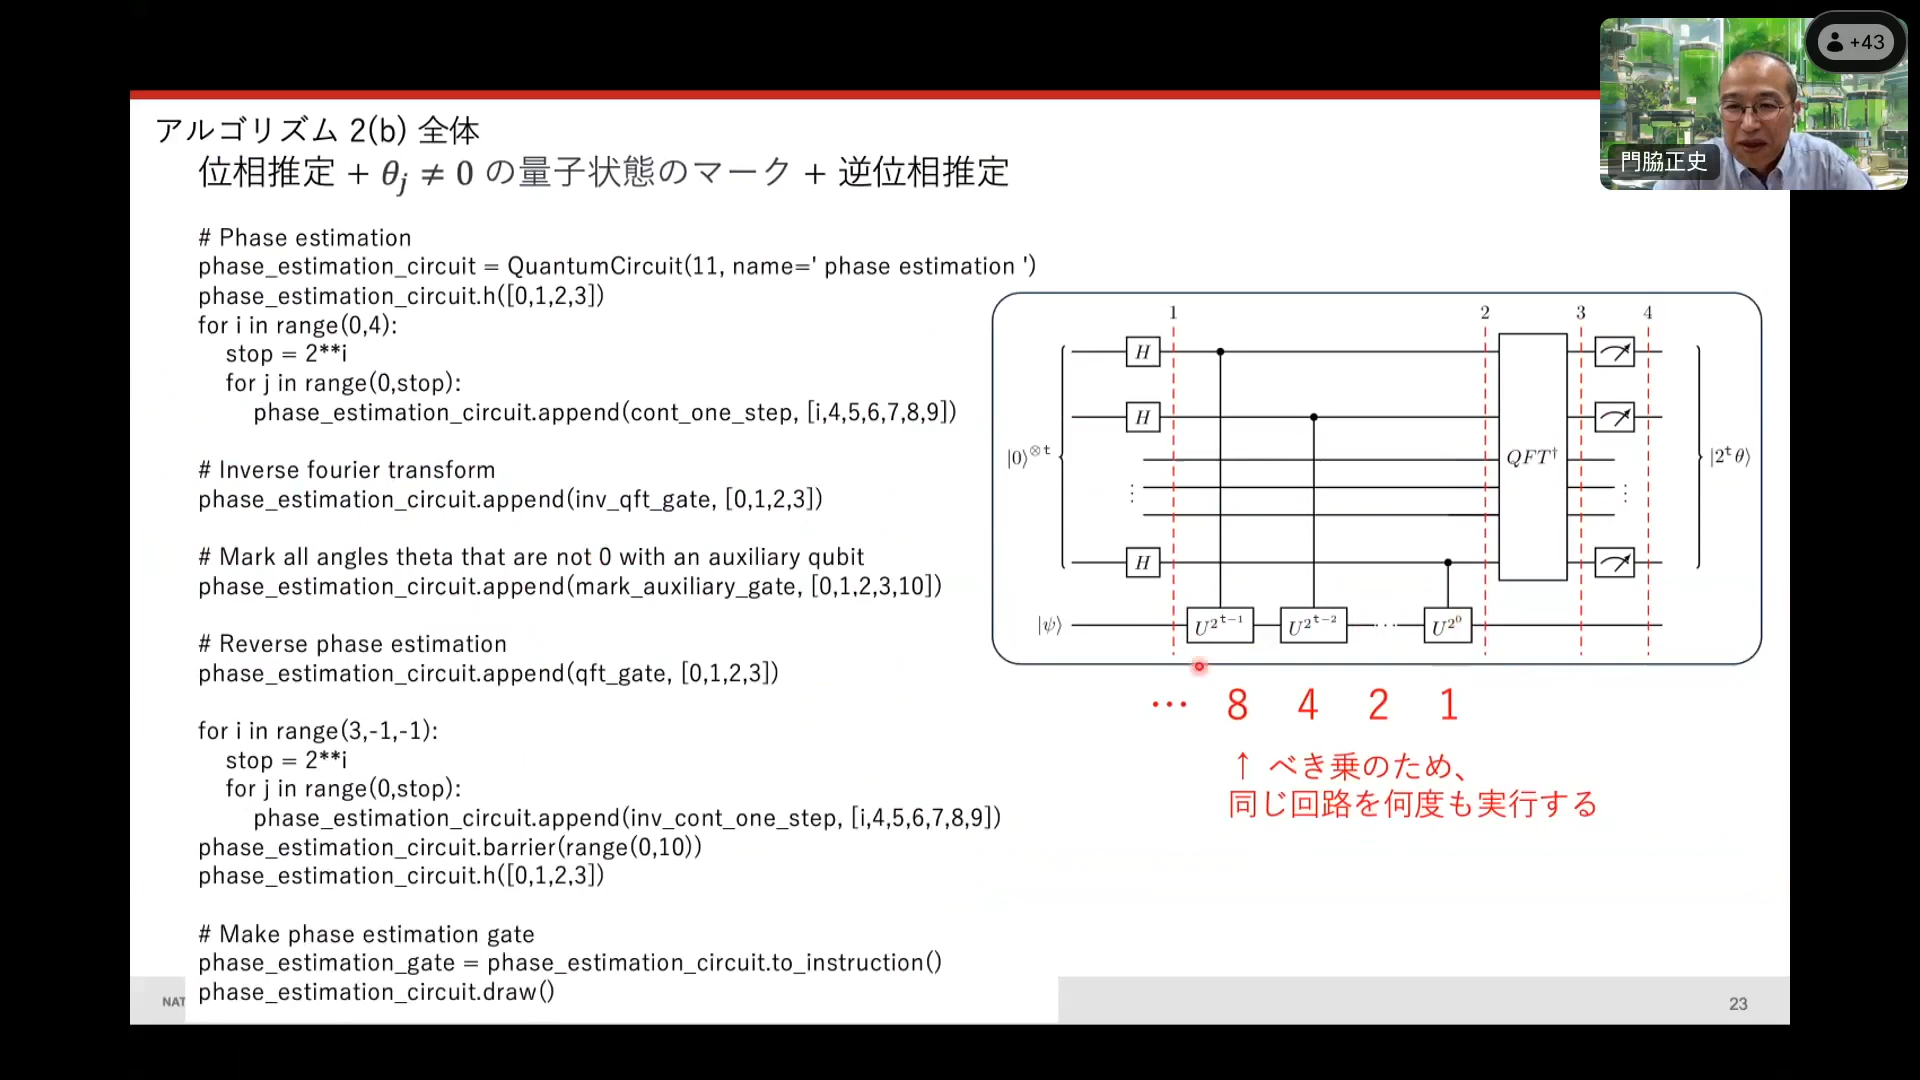 +43
門脇正史
アルゴリズム 2(b) 全体
位相推定 + θj ≠ 0 の量子状態のマーク + 逆位相推定
# Phase estimation
phase_estimation_circuit = QuantumCircuit(11, name=' phase estimation ')
phase_estimation_circuit.h([0,1,2,3])
for i in range(0,4):
stop = 2**i
for j in range(0,stop):
phase_estimation_circuit.append(cont_one_step, [i,4,5,6,7,8,9])
# Inverse fourier transform
phase_estimation_circuit.append(inv_qft_gate, [0,1,2,3])
# Mark all angles theta that are not 0 with an auxiliary qubit
phase_estimation_circuit.append(mark_auxiliary_gate, [0,1,2,3,10])
# Reverse phase estimation
phase_estimation_circuit.append(qft_gate, [0,1,2,3])
for i in range(3,-1,-1):
stop = 2**i
for j in range(0,stop):
phase_estimation_circuit.append(inv_cont_one_step, [i,4,5,6,7,8,9])
phase_estimation_circuit.barrier(range(0,10))
phase_estimation_circuit.h([0,1,2,3])
# Make phase estimation gate
phase_estimation_gate = phase_estimation_circuit.to_instruction()
phase_estimation_circuit.draw()
1 2 3 4
H
H
|0⟩⊗t QFT† |2^t θ⟩
⋮ ⋮
H
|ψ⟩ U^2^t−1 U^2^t−2 ··· U^2^0
… 8 4 2 1
↑ べき乗のため、
同じ回路を何度も実行する
NAT
23